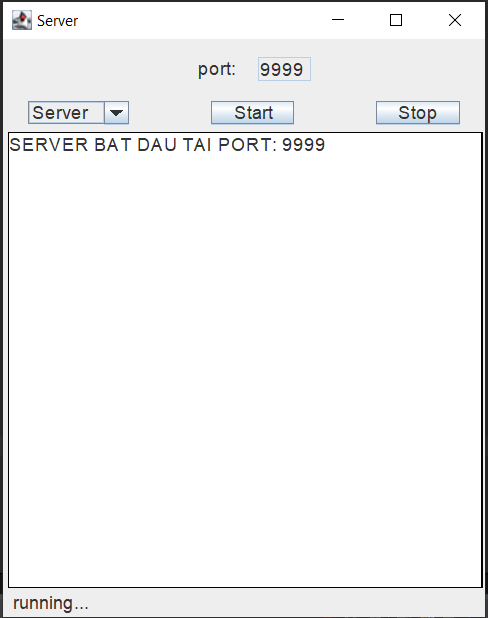 Server
port: 9999
Server Start Stop
SERVER BAT DAU TAI PORT: 9999
running...